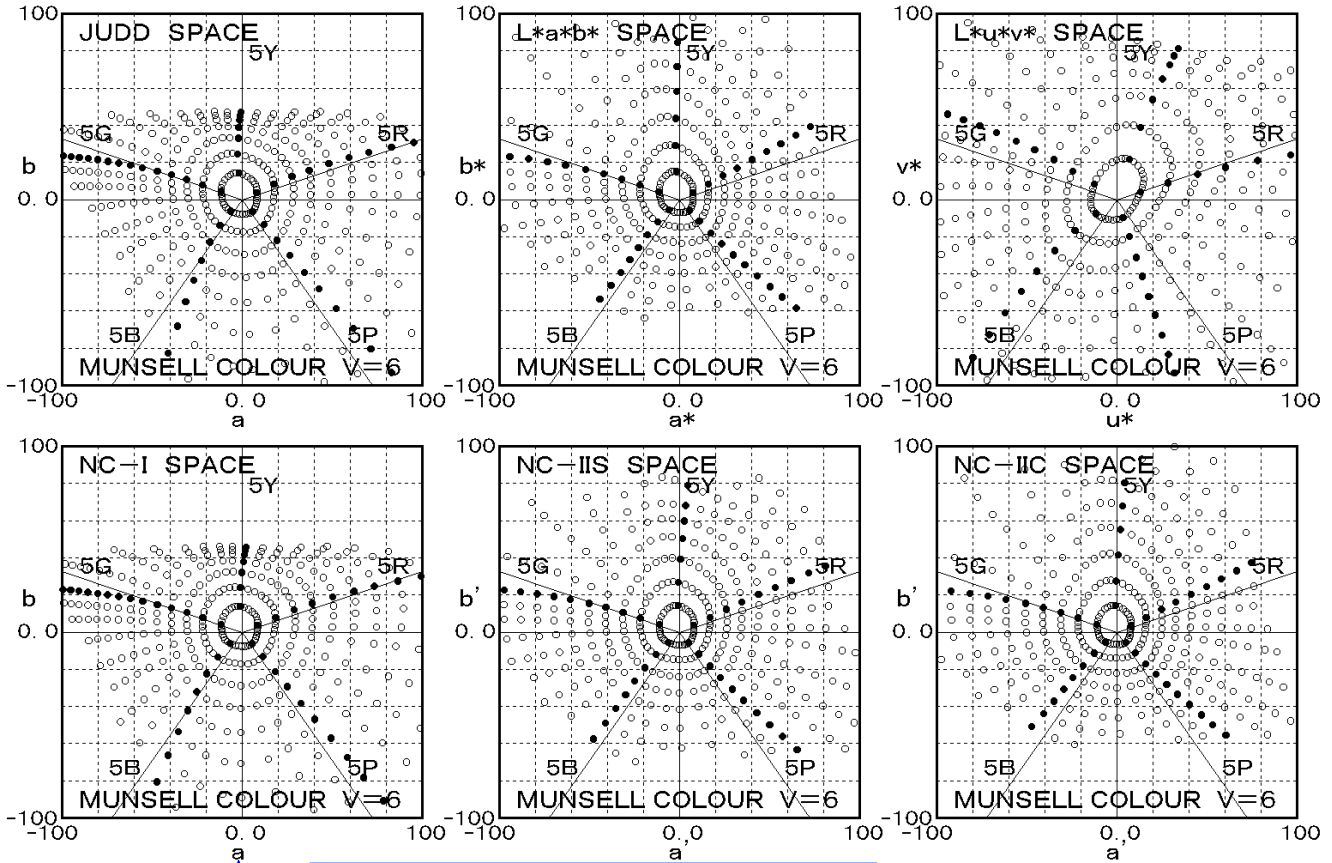 100
JUDD SPACE
5Y
5G
5R
b
0.0
5B
5P
MUNSELL COLOUR V=6
-100
-100
0.0
100
a
100
L*a*b* SPACE
5Y
5G
5R
b*
0.0
5B
5P
MUNSELL COLOUR V=6
-100
-100
0.0
100
a*
100
L*u*v* SPACE
5Y
5G
5R
v*
0.0
5B
5P
MUNSELL COLOUR V=6
-100
-100
0.0
100
u*
100
NC-I SPACE
5Y
5G
5R
b
0.0
5B
5P
MUNSELL COLOUR V=6
-100
-100
0.0
100
a
100
NC-IIS SPACE
5Y
5G
5R
b'
0.0
5B
5P
MUNSELL COLOUR V=6
-100
-100
0.0
100
a'
100
NC-IIC SPACE
5Y
5G
5R
b'
0.0
5B
5P
MUNSELL COLOUR V=6
-100
-100
0.0
100
a'